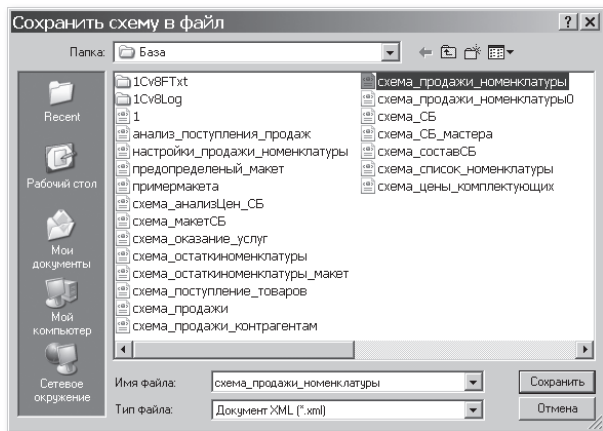 Сохранить схему в файл
Папка: База
Recent
Рабочий стол
Мои
документы
Мой
компьютер
Сетевое
окружение
1Cv8FTxt
1Cv8Log
1
анализ_поступления_продаж
настройки_продажи_номенклатуры
предопределеный_макет
примермакета
схема_анализЦен_СБ
схема_макетСБ
схема_оказание_услуг
схема_остаткиноменклатуры
схема_остаткиноменклатуры_макет
схема_поступление_товаров
схема_продажи
схема_продажи_контрагентам
схема_продажи_номенклатуры
схема_продажи_номенклатуры0
схема_СБ
схема_СБ_мастера
схема_составСБ
схема_список_номенклатуры
схема_цены_комплектующих
Имя файла: схема_продажи_номенклатуры Сохранить
Тип файла: Документ XML (*.xml) Отмена